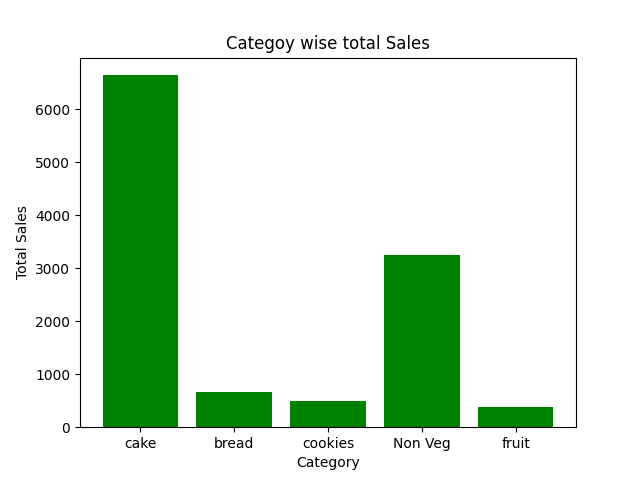 Categoy wise total Sales
6000
5000
4000
3000
2000
1000
0
Total Sales
cake bread cookies Non Veg fruit
Category